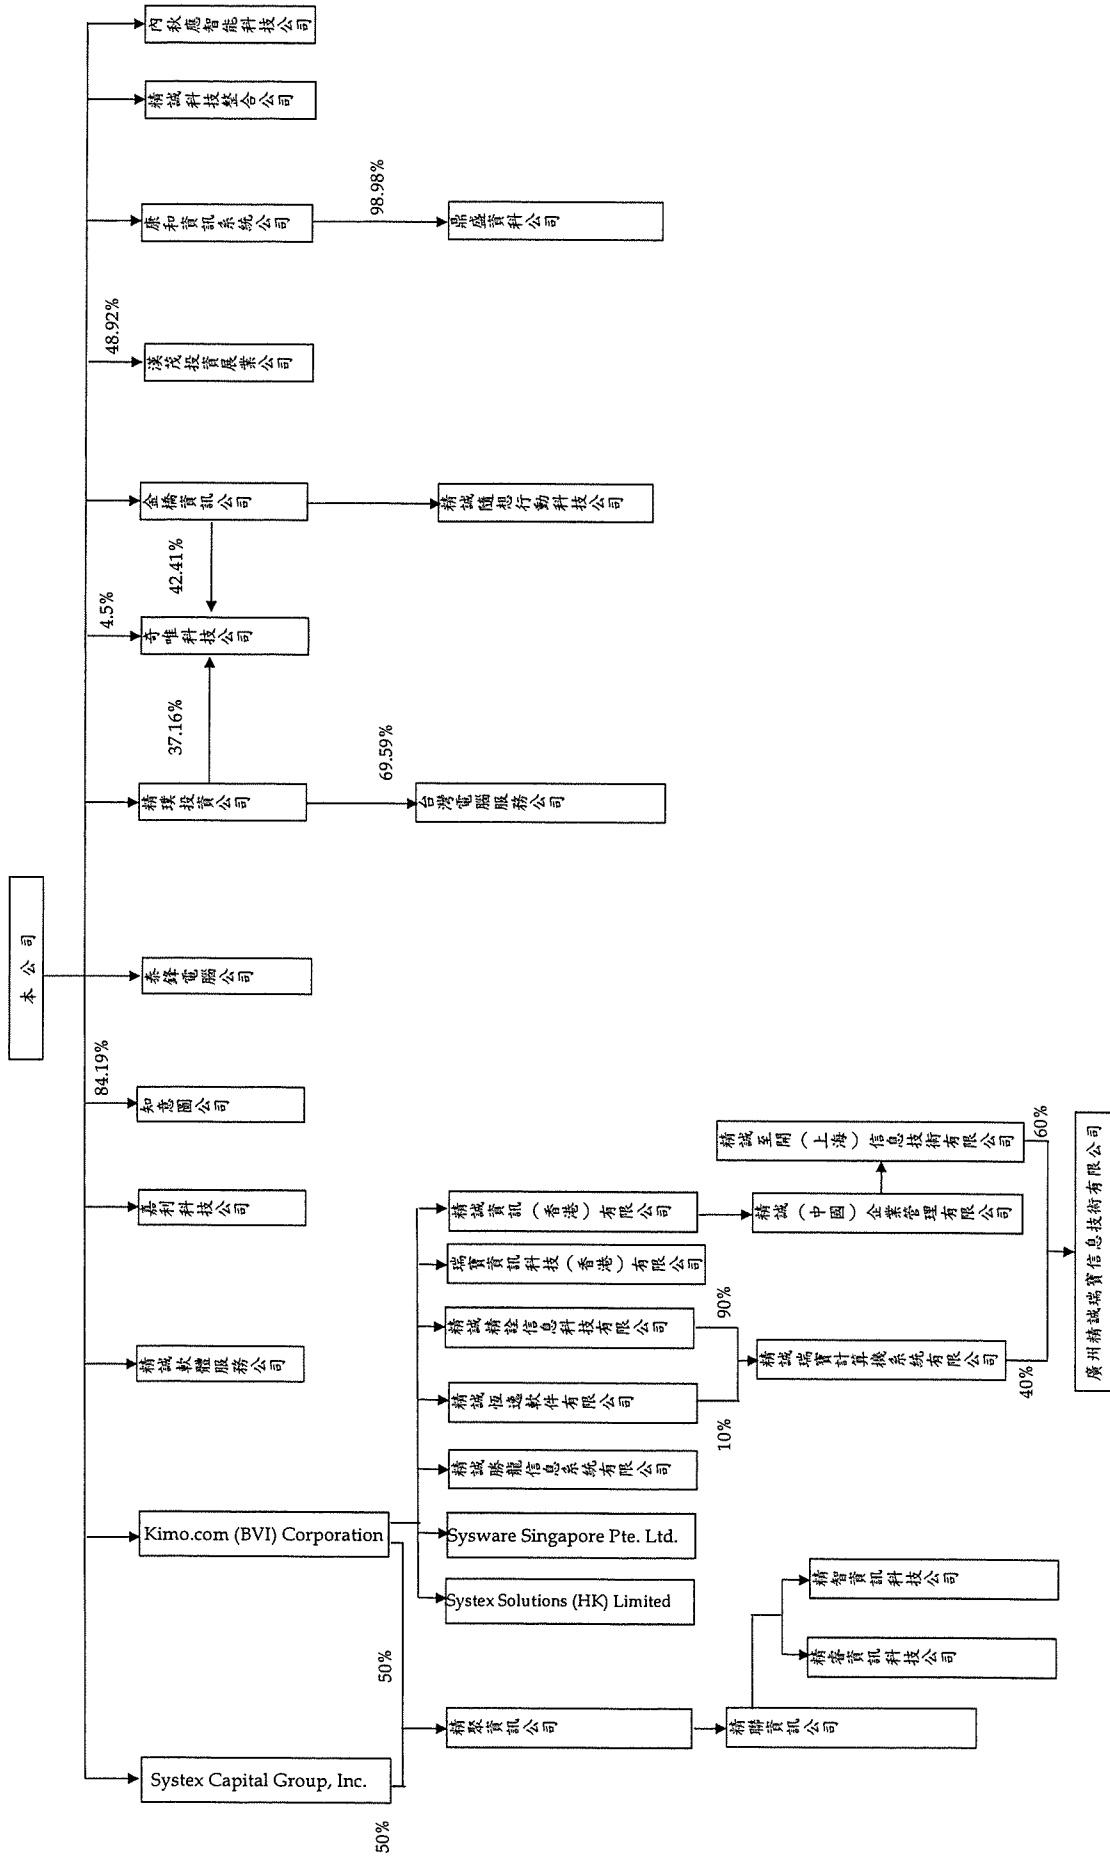 本公司
84.19%
4.5%
48.92%
Systex Capital Group, Inc.
Kimo.com (BVI) Corporation
精誠軟體服務公司
嘉利科技公司
知意圖公司
泰鋒電腦公司
精璞投資公司
37.16%
奇唯科技公司
42.41%
金橋資訊公司
漢茂投資展業公司
康和資訊系統公司
精誠科技整合公司
內秋應智能科技公司
50%
50%
69.59%
98.98%
精聚資訊公司
Systex Solutions (HK) Limited
Sysware Singapore Pte. Ltd.
精誠勝龍信息系統有限公司
精誠恆逸軟件有限公司
精誠精詮信息科技有限公司
瑞寶資訊科技（香港）有限公司
精誠資訊（香港）有限公司
台灣電腦服務公司
精誠隨想行動科技公司
鼎盛資科公司
10%
90%
精聯資訊公司
精誠瑞寶計算機系統有限公司
精誠（中國）企業管理有限公司
精誠至開（上海）信息技術有限公司
精睿資訊科技公司
精智資訊科技公司
40%
60%
廣州精誠瑞寶信息技術有限公司